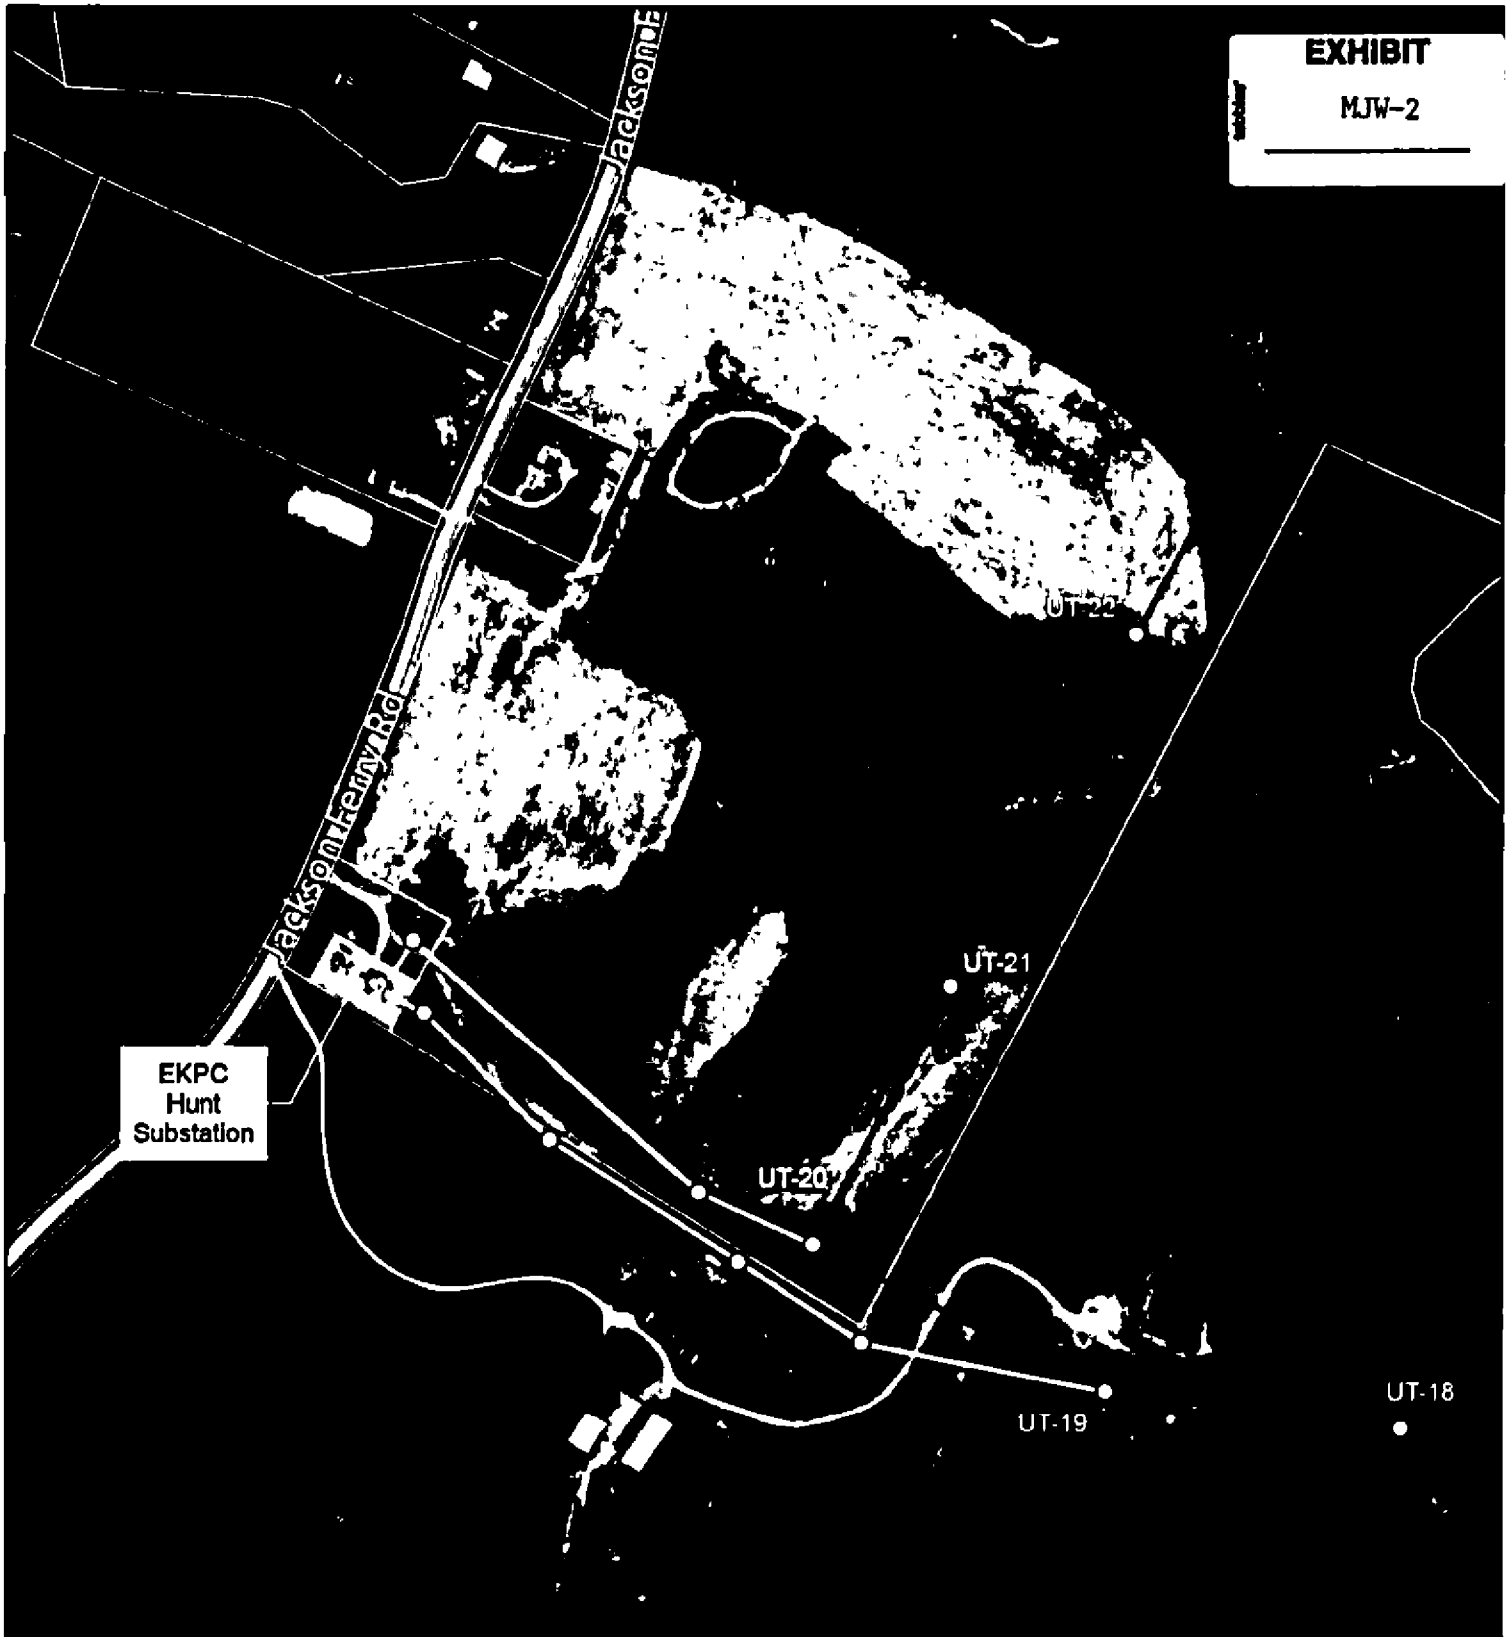 EXHIBIT
MJW-2
Jackson F
UT-22
Jackson Ferry Rd
UT-21
EKPC
Hunt
Substation
UT-20
UT-18
UT-19